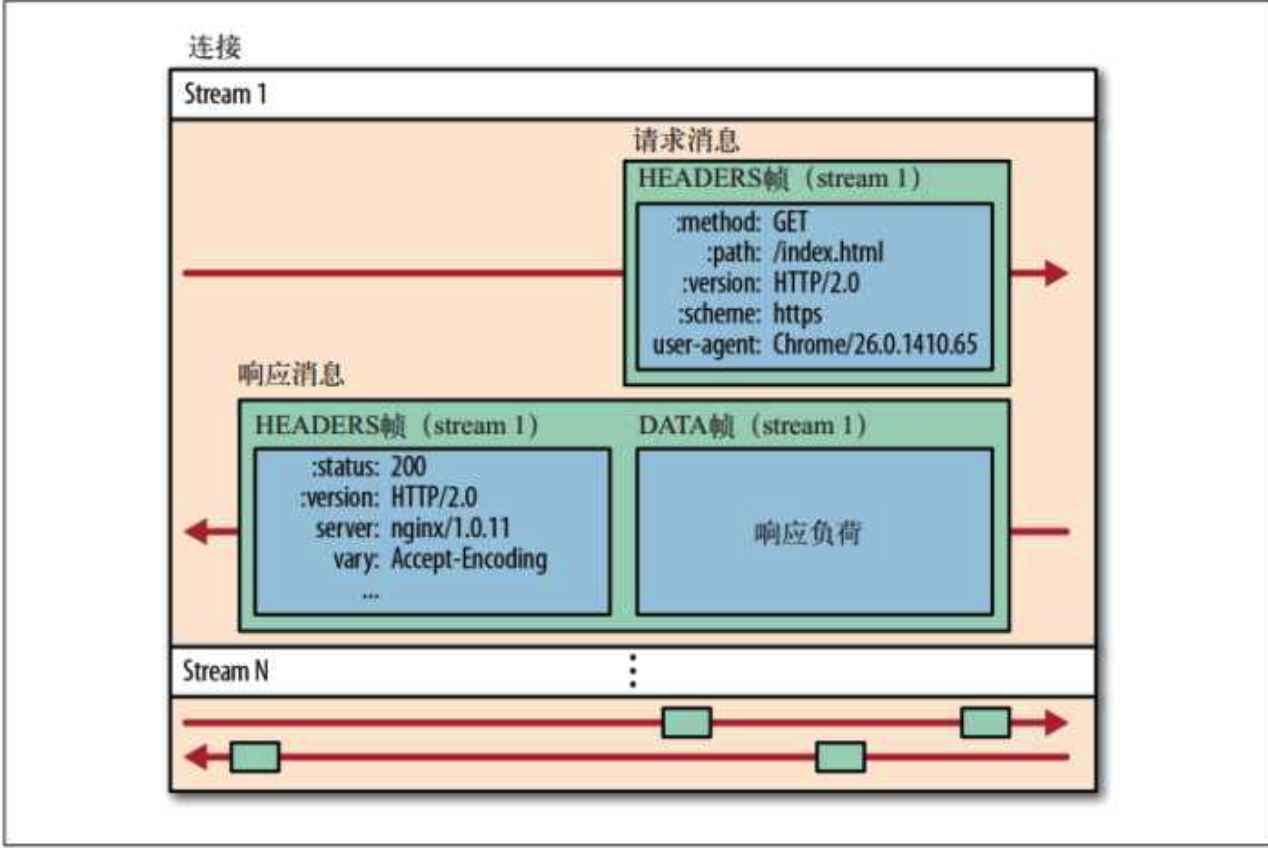 连接
Stream 1
请求消息
HEADERS帧（stream 1）
:method: GET
:path: /index.html
:version: HTTP/2.0
:scheme: https
user-agent: Chrome/26.0.1410.65
响应消息
HEADERS帧（stream 1）
:status: 200
:version: HTTP/2.0
server: nginx/1.0.11
vary: Accept-Encoding
...
DATA帧（stream 1）
响应负荷
Stream N